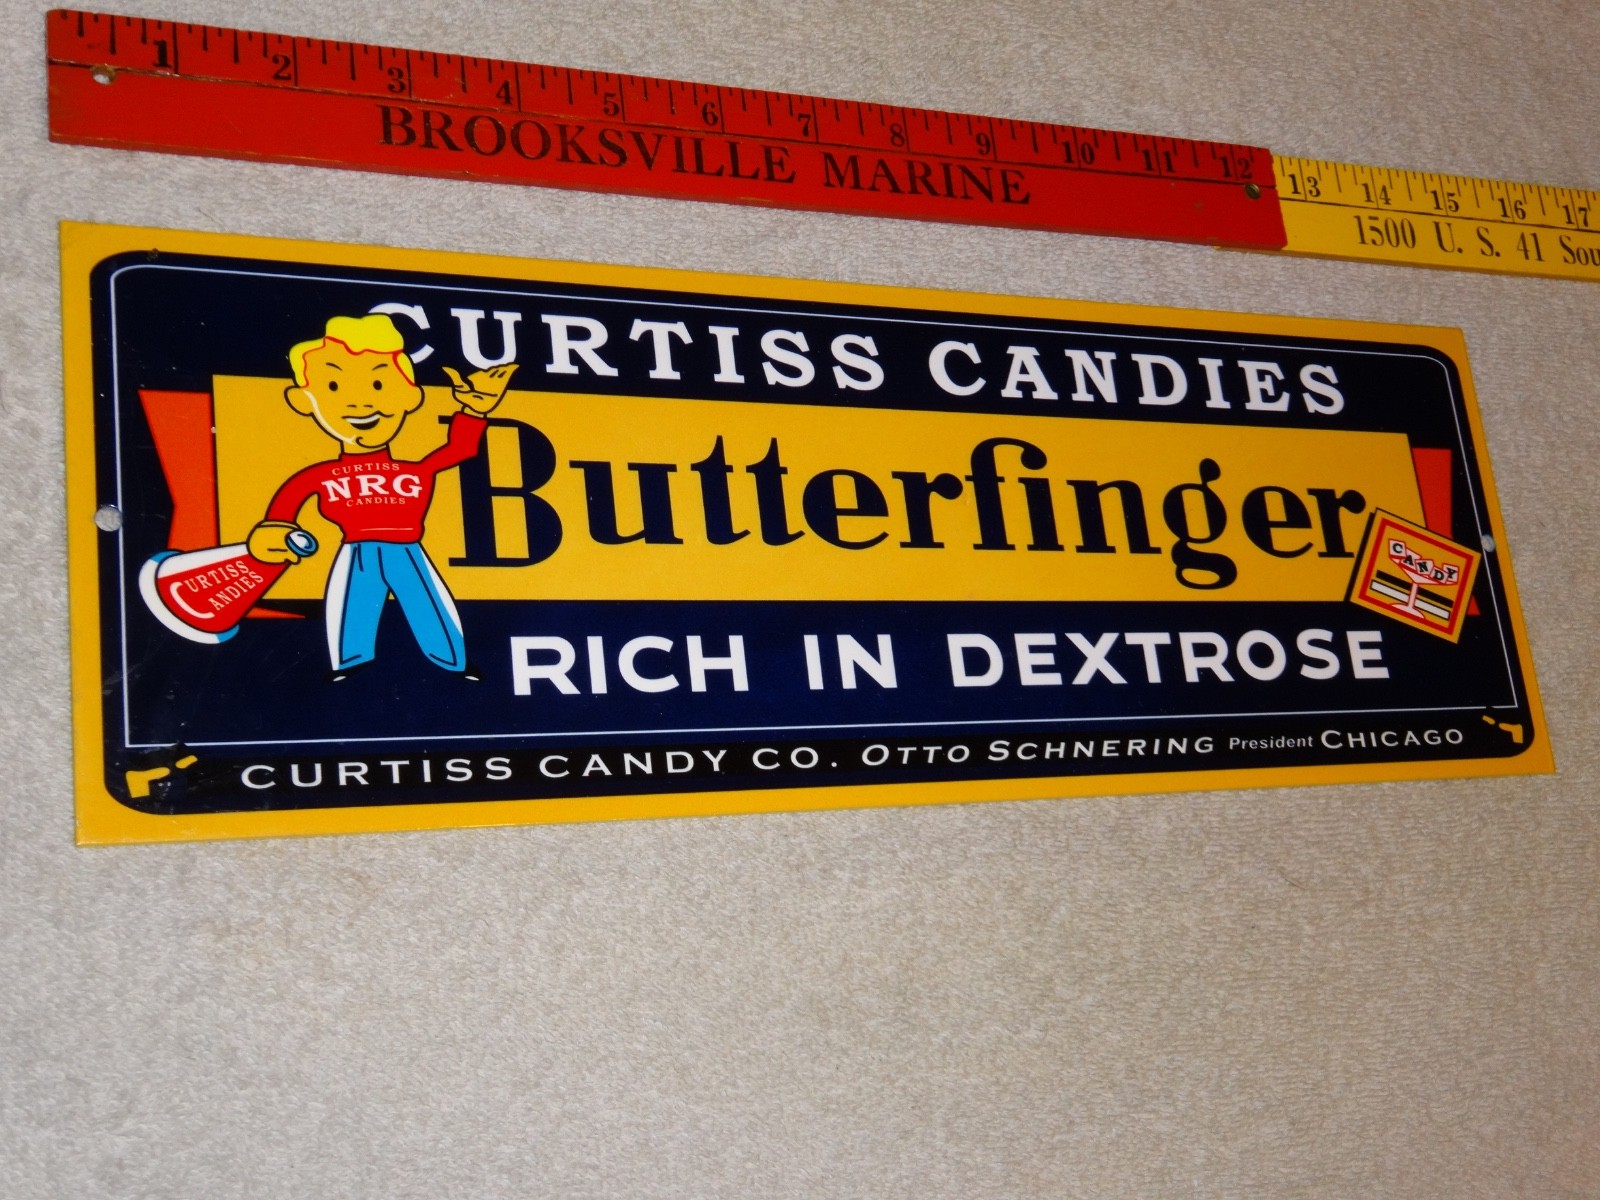 1 2 3 4 5 6 7 8 9 10 11 12 13 14 15 16 17
BROOKSVILLE MARINE
1500 U. S. 41 Sou
CURTISS CANDIES
Butterfinger
CURTISS
NRG
CANDIES
CURTISS
CANDIES
CANDY
RICH IN DEXTROSE
CURTISS CANDY CO. OTTO SCHNERING President CHICAGO